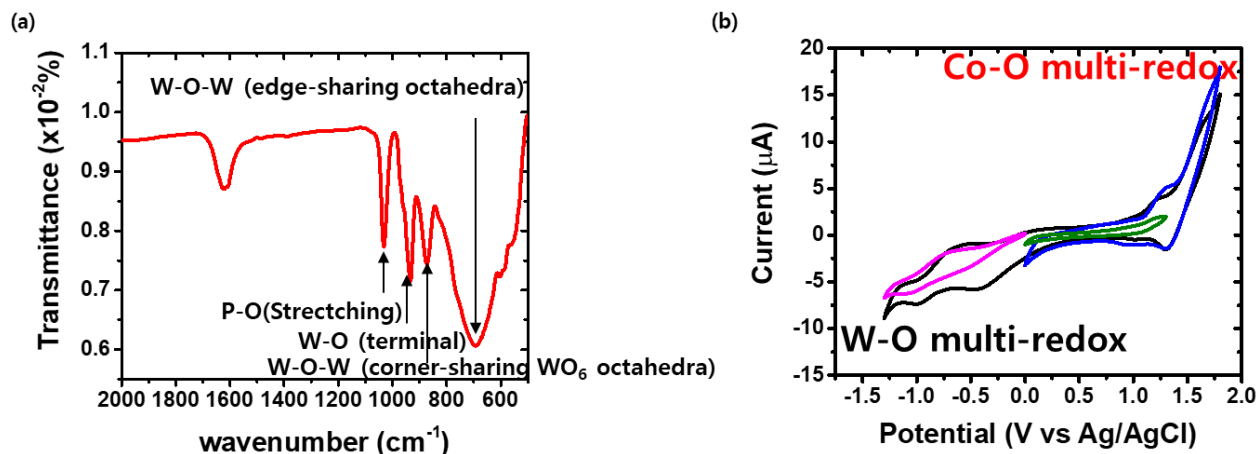 (a)
1.1
1.0
0.9
0.8
0.7
0.6
Transmittance (x10-2%)
W-O-W (edge-sharing octahedra)
P-O(Strectching)
W-O (terminal)
W-O-W (corner-sharing WO6 octahedra)
2000 1800 1600 1400 1200 1000 800 600
wavenumber (cm-1)
(b)
20
15
10
5
0
-5
-10
-15
Current (μA)
Co-O multi-redox
W-O multi-redox
-1.5 -1.0 -0.5 0.0 0.5 1.0 1.5 2.0
Potential (V vs Ag/AgCl)